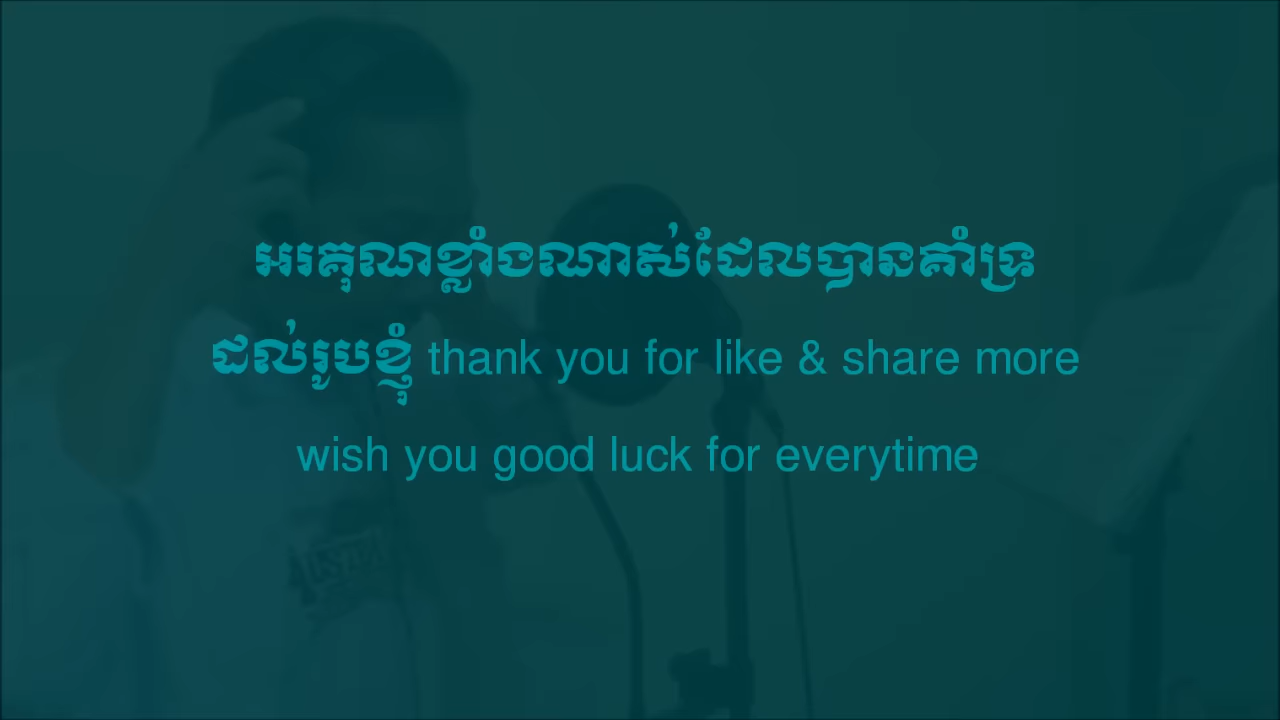 អរគុណខ្លាំងណាស់ដែលបានគាំទ្រ
ដល់រូបខ្ញុំ thank you for like & share more
wish you good luck for everytime